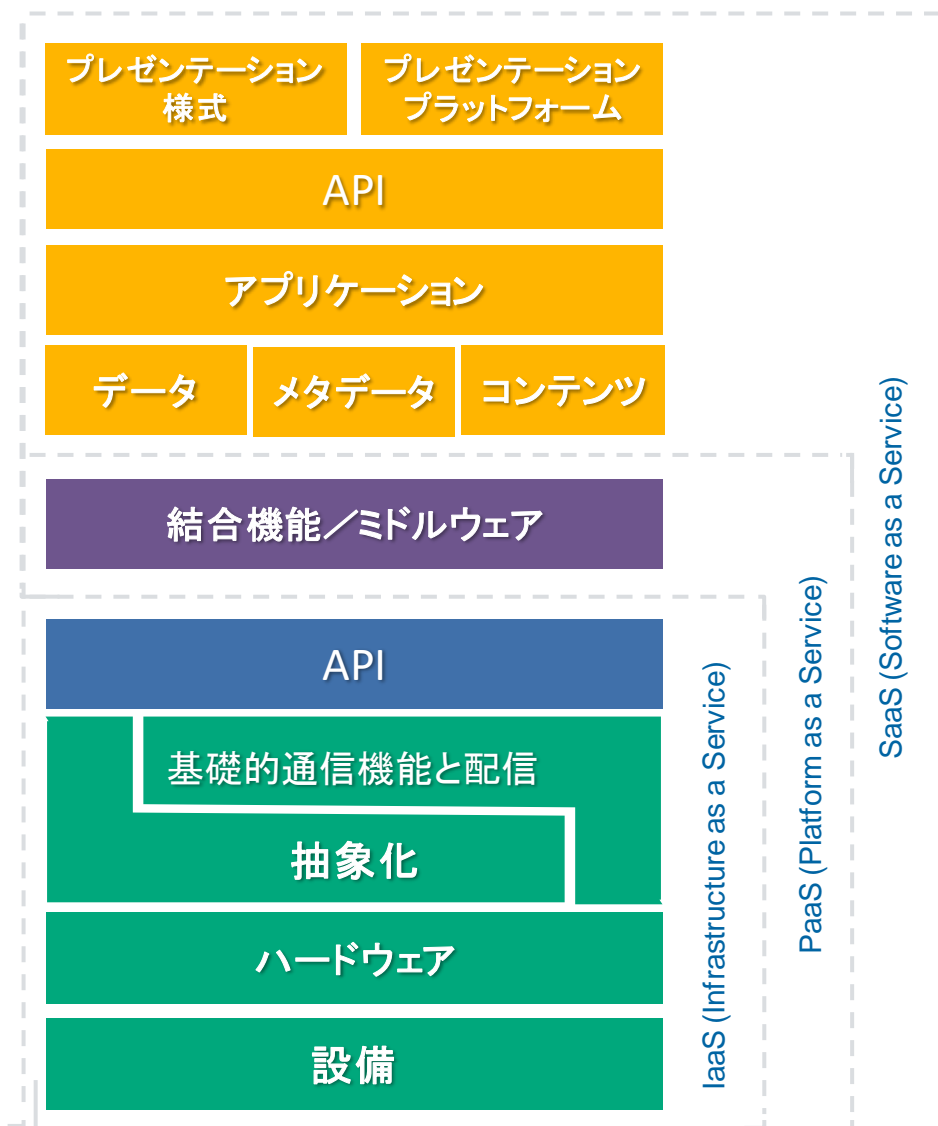 プレゼンテーション
様式
プレゼンテーション
プラットフォーム
API
アプリケーション
データ
メタデータ
コンテンツ
結合機能／ミドルウェア
API
基礎的通信機能と配信
抽象化
ハードウェア
設備
IaaS (Infrastructure as a Service)
PaaS (Platform as a Service)
SaaS (Software as a Service)